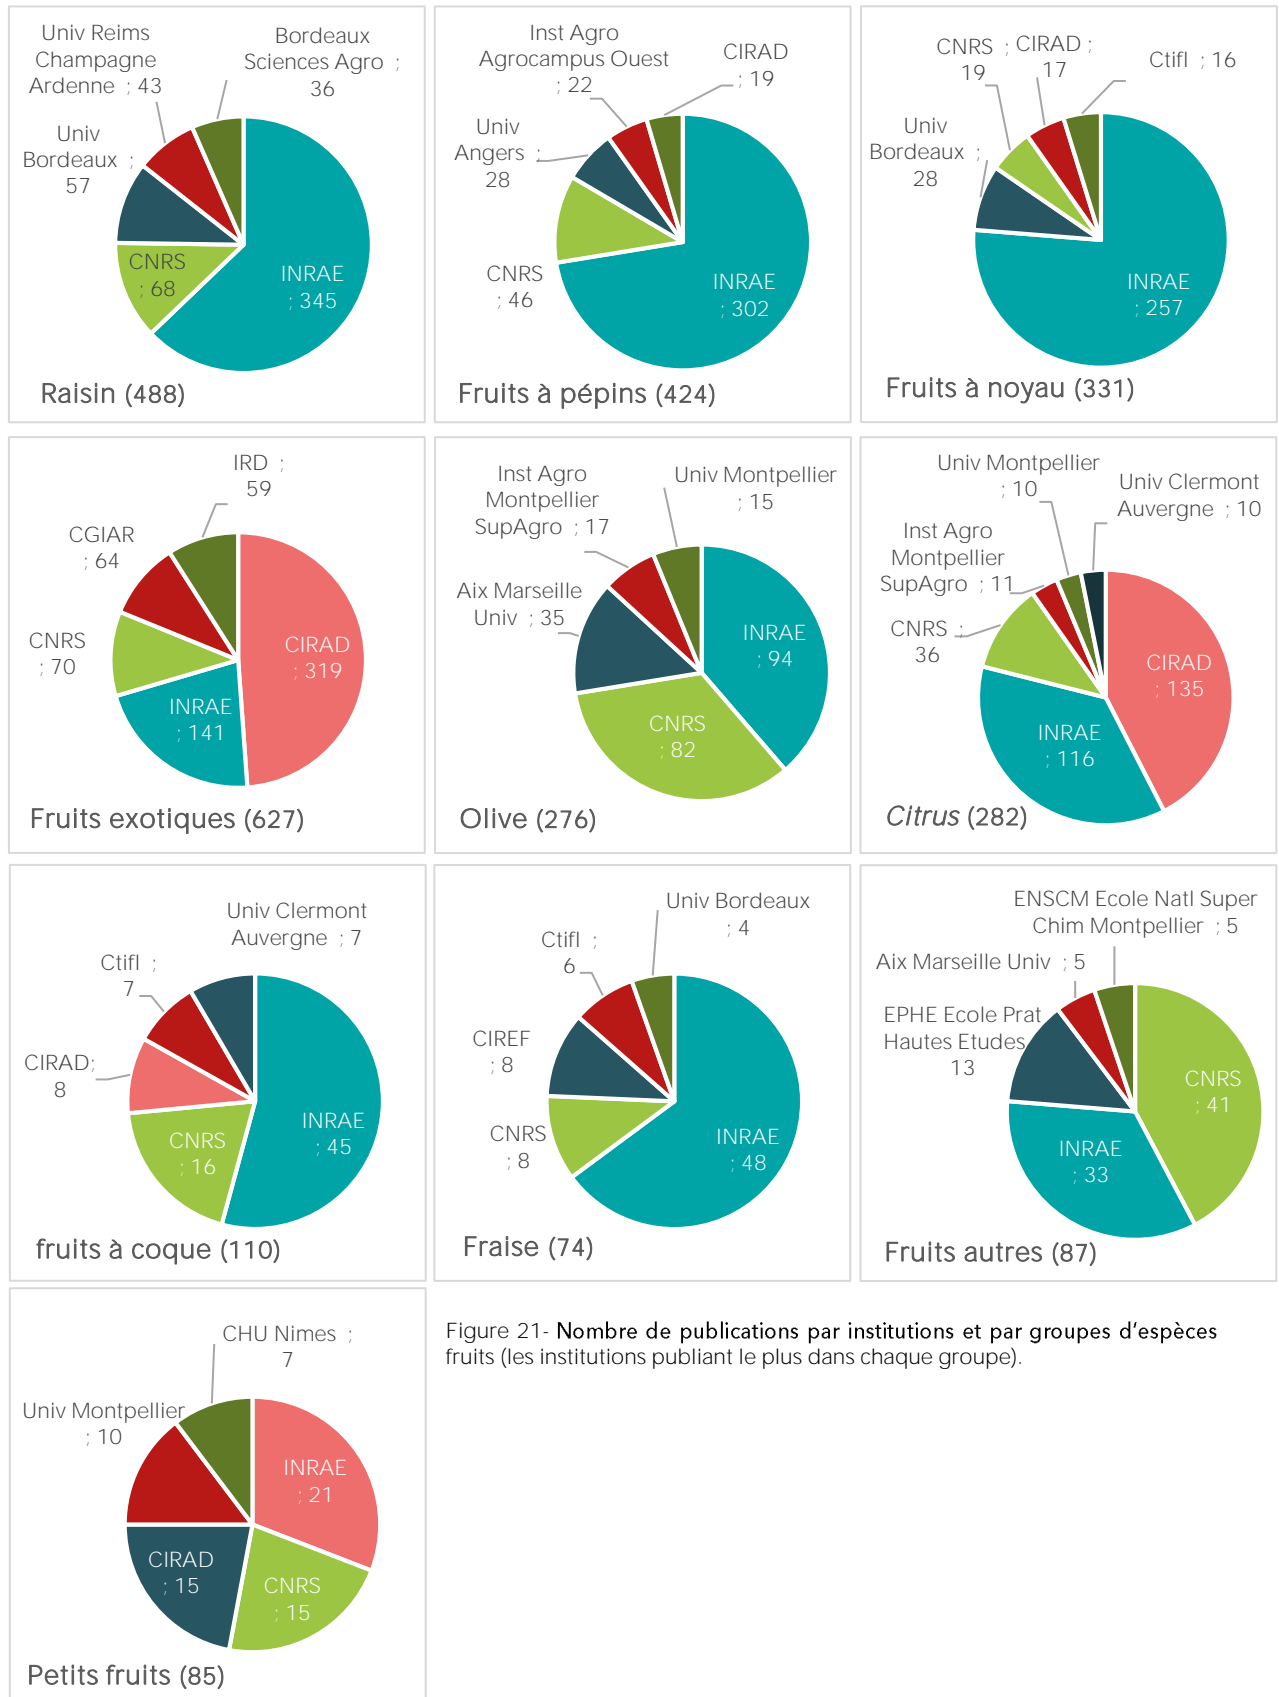 Univ Reims
Champagne
Ardenne ; 43
Bordeaux
Sciences Agro ;
36
Univ
Bordeaux ;
57
CNRS
; 68
INRAE
; 345
Raisin (488)
Inst Agro
Agrocampus Ouest
; 22
CIRAD
; 19
Univ
Angers ;
28
CNRS
; 46
INRAE
; 302
Fruits à pépins (424)
CNRS ;
19
CIRAD ;
17
Ctifl ; 16
Univ
Bordeaux ;
28
INRAE
; 257
Fruits à noyau (331)
IRD ;
59
CGIAR
; 64
CNRS
; 70
INRAE
; 141
CIRAD
; 319
Fruits exotiques (627)
Inst Agro
Montpellier
SupAgro ; 17
Univ Montpellier
; 15
Aix Marseille
Univ ; 35
INRAE
; 94
CNRS
; 82
Olive (276)
Univ Montpellier
; 10
Univ Clermont
Auvergne ; 10
Inst Agro
Montpellier
SupAgro ; 11
CNRS ;
36
CIRAD
; 135
INRAE
; 116
Citrus (282)
Univ Clermont
Auvergne ; 7
Ctifl ;
7
CIRAD;
8
CNRS
; 16
INRAE
; 45
fruits à coque (110)
Univ Bordeaux
; 4
Ctifl ;
6
CIREF
; 8
CNRS
; 8
INRAE
; 48
Fraise (74)
ENSCM Ecole Natl Super
Chim Montpellier ; 5
Aix Marseille Univ ; 5
EPHE Ecole Prat
Hautes Etudes ;
13
CNRS
; 41
INRAE
; 33
Fruits autres (87)
CHU Nimes ;
7
Univ Montpellier
; 10
INRAE
; 21
CIRAD
; 15
CNRS
; 15
Petits fruits (85)
Figure 21- Nombre de publications par institutions et par groupes d'espèces
fruits (les institutions publiant le plus dans chaque groupe).